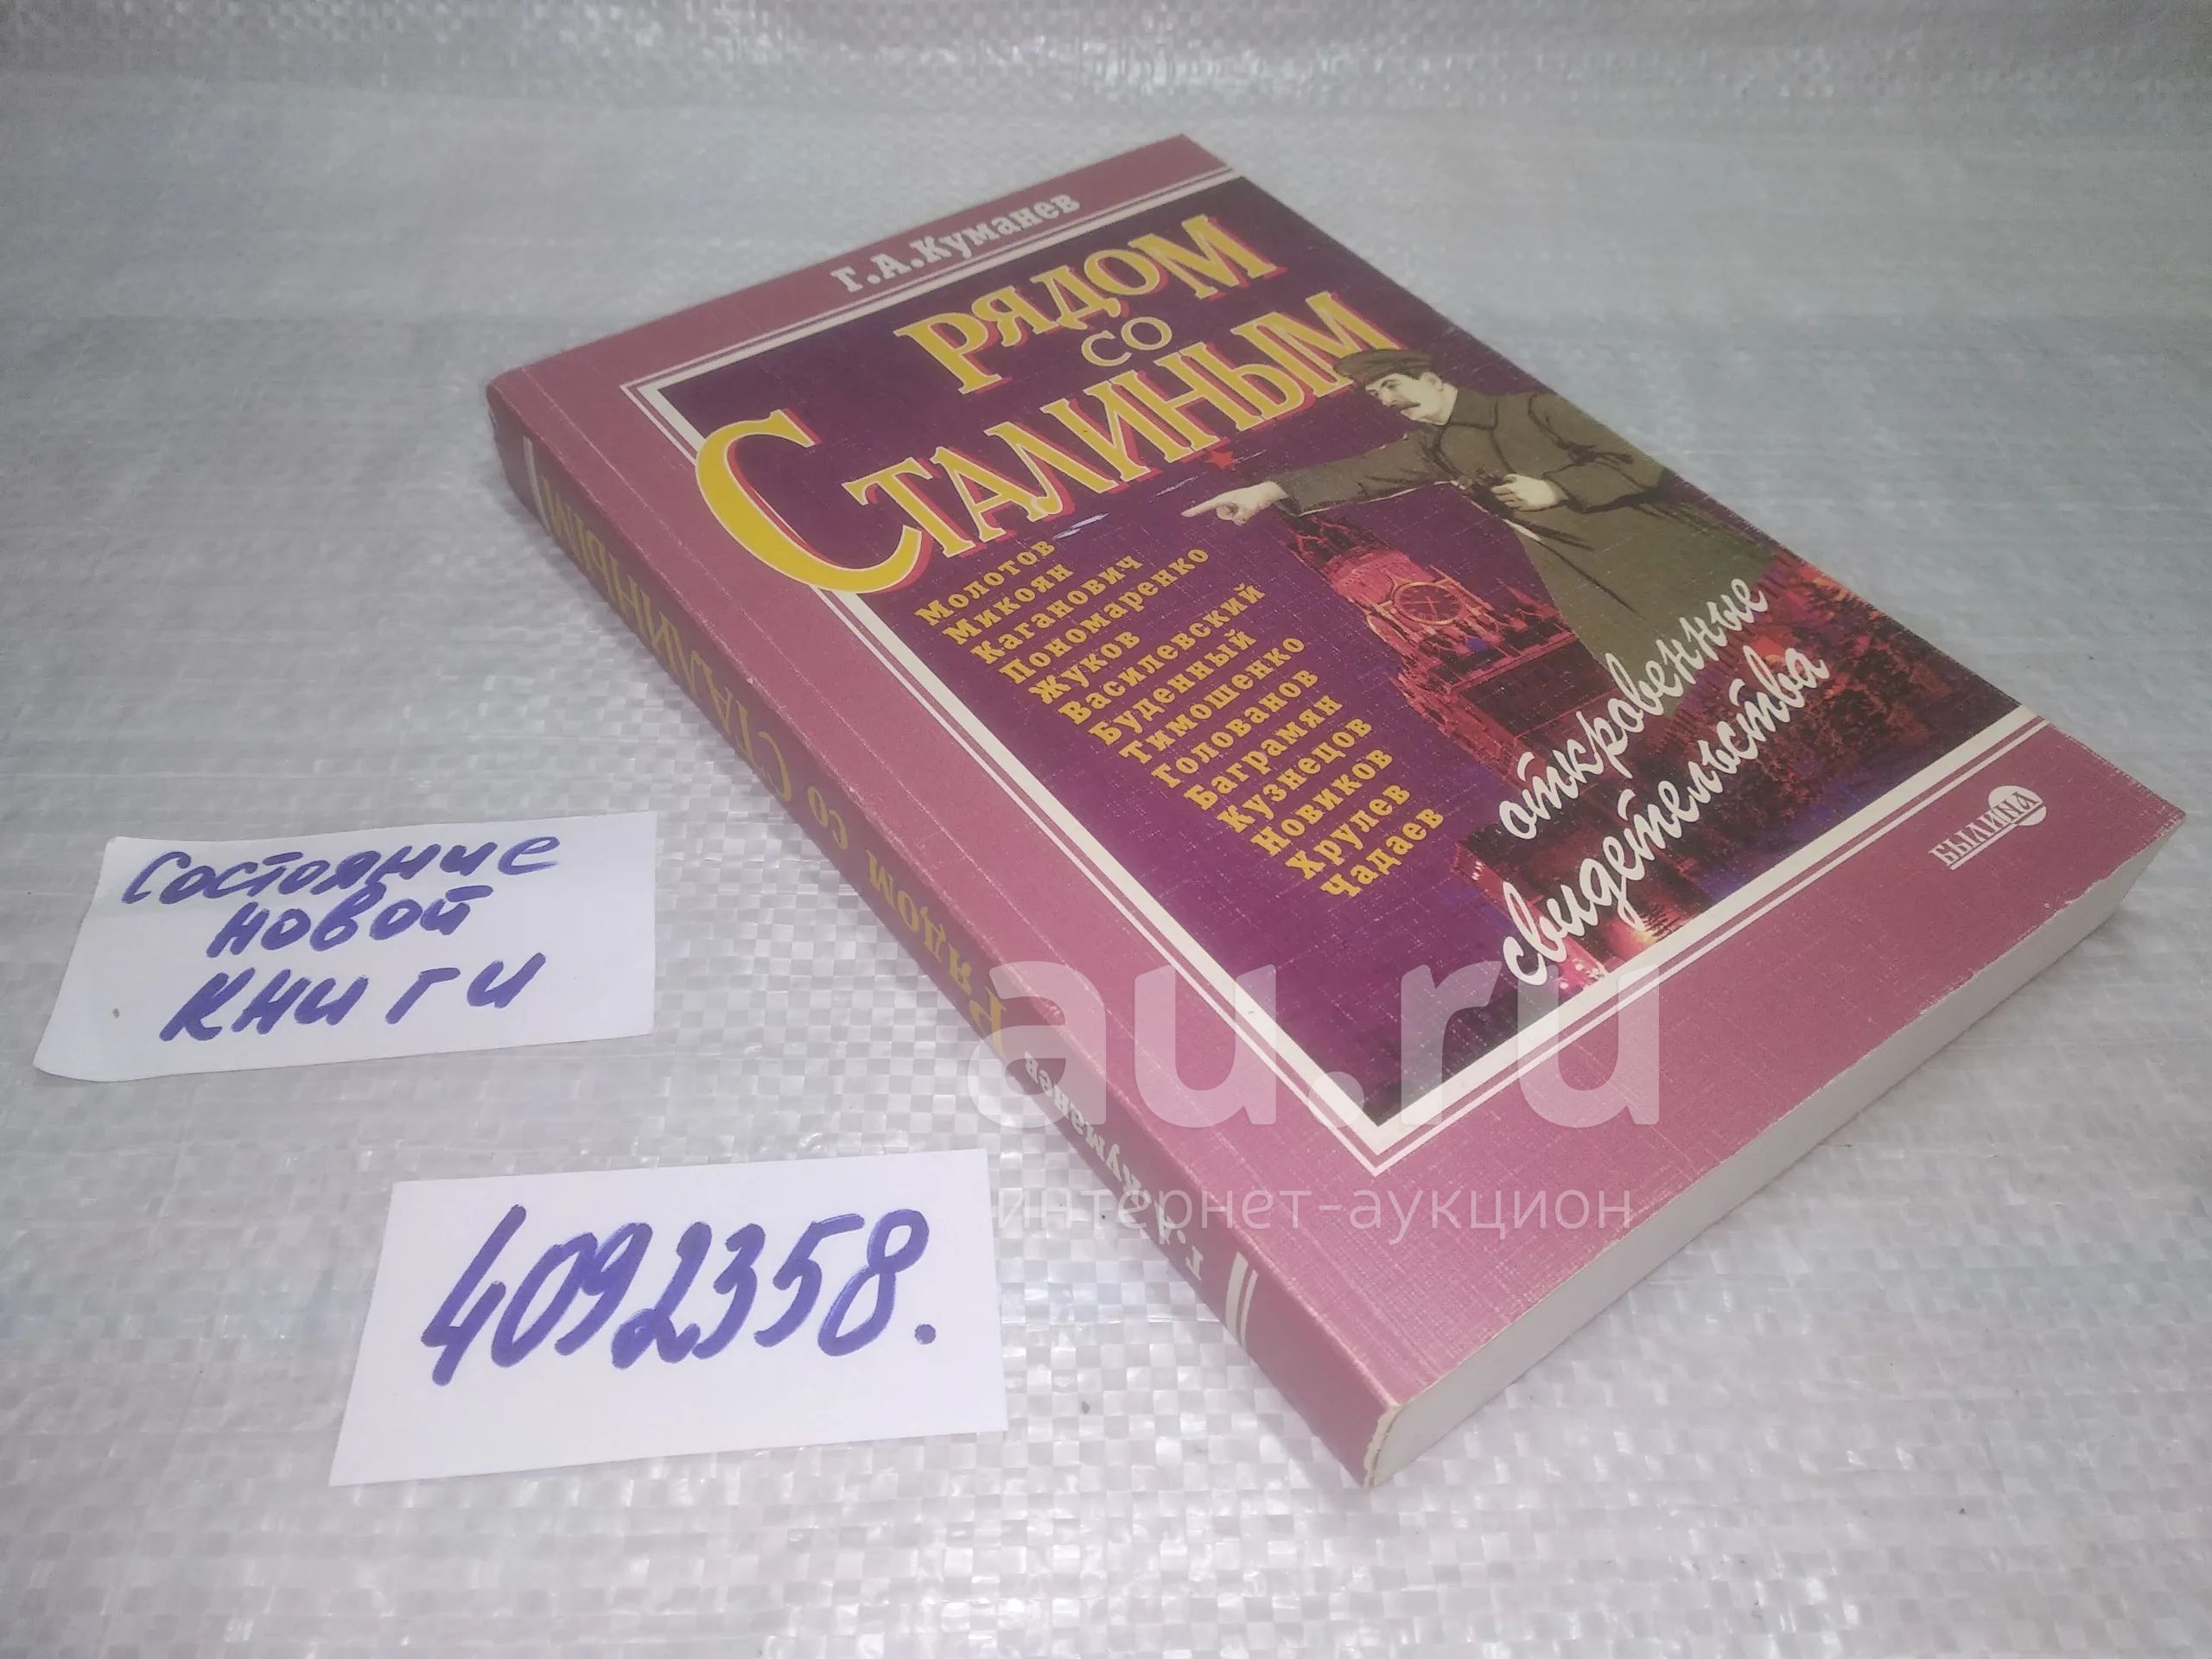 Г.А.Куманев
Рядом
со
Сталиным
Молотов
Микоян
Каганович
Пономаренко
Жуков
Василевский
Буденный
Тимошенко
Голованов
Баграмян
Кузнецов
Новиков
Хрулев
Чадаев
откровенные
свидетельства
БЫЛИНА
Г.А.Куманев Рядом со Сталиным
Состояние
новой
книги
4092358.
au.ru
интернет-аукцион